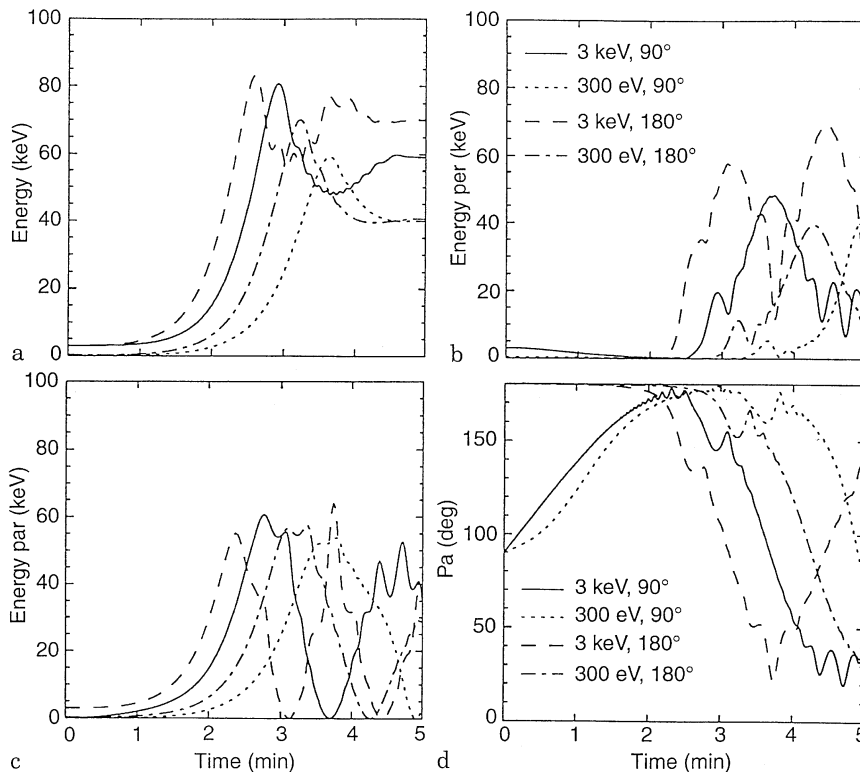 100
80
60
40
20
0
Energy (keV)
a
100
80
60
40
20
0
Energy per (keV)
b
3 keV, 90°
300 eV, 90°
3 keV, 180°
300 eV, 180°
100
80
60
40
20
0
Energy par (keV)
0 1 2 3 4 5
Time (min)
c
150
100
50
0
Pa (deg)
3 keV, 90°
300 eV, 90°
3 keV, 180°
300 eV, 180°
0 1 2 3 4 5
Time (min)
d